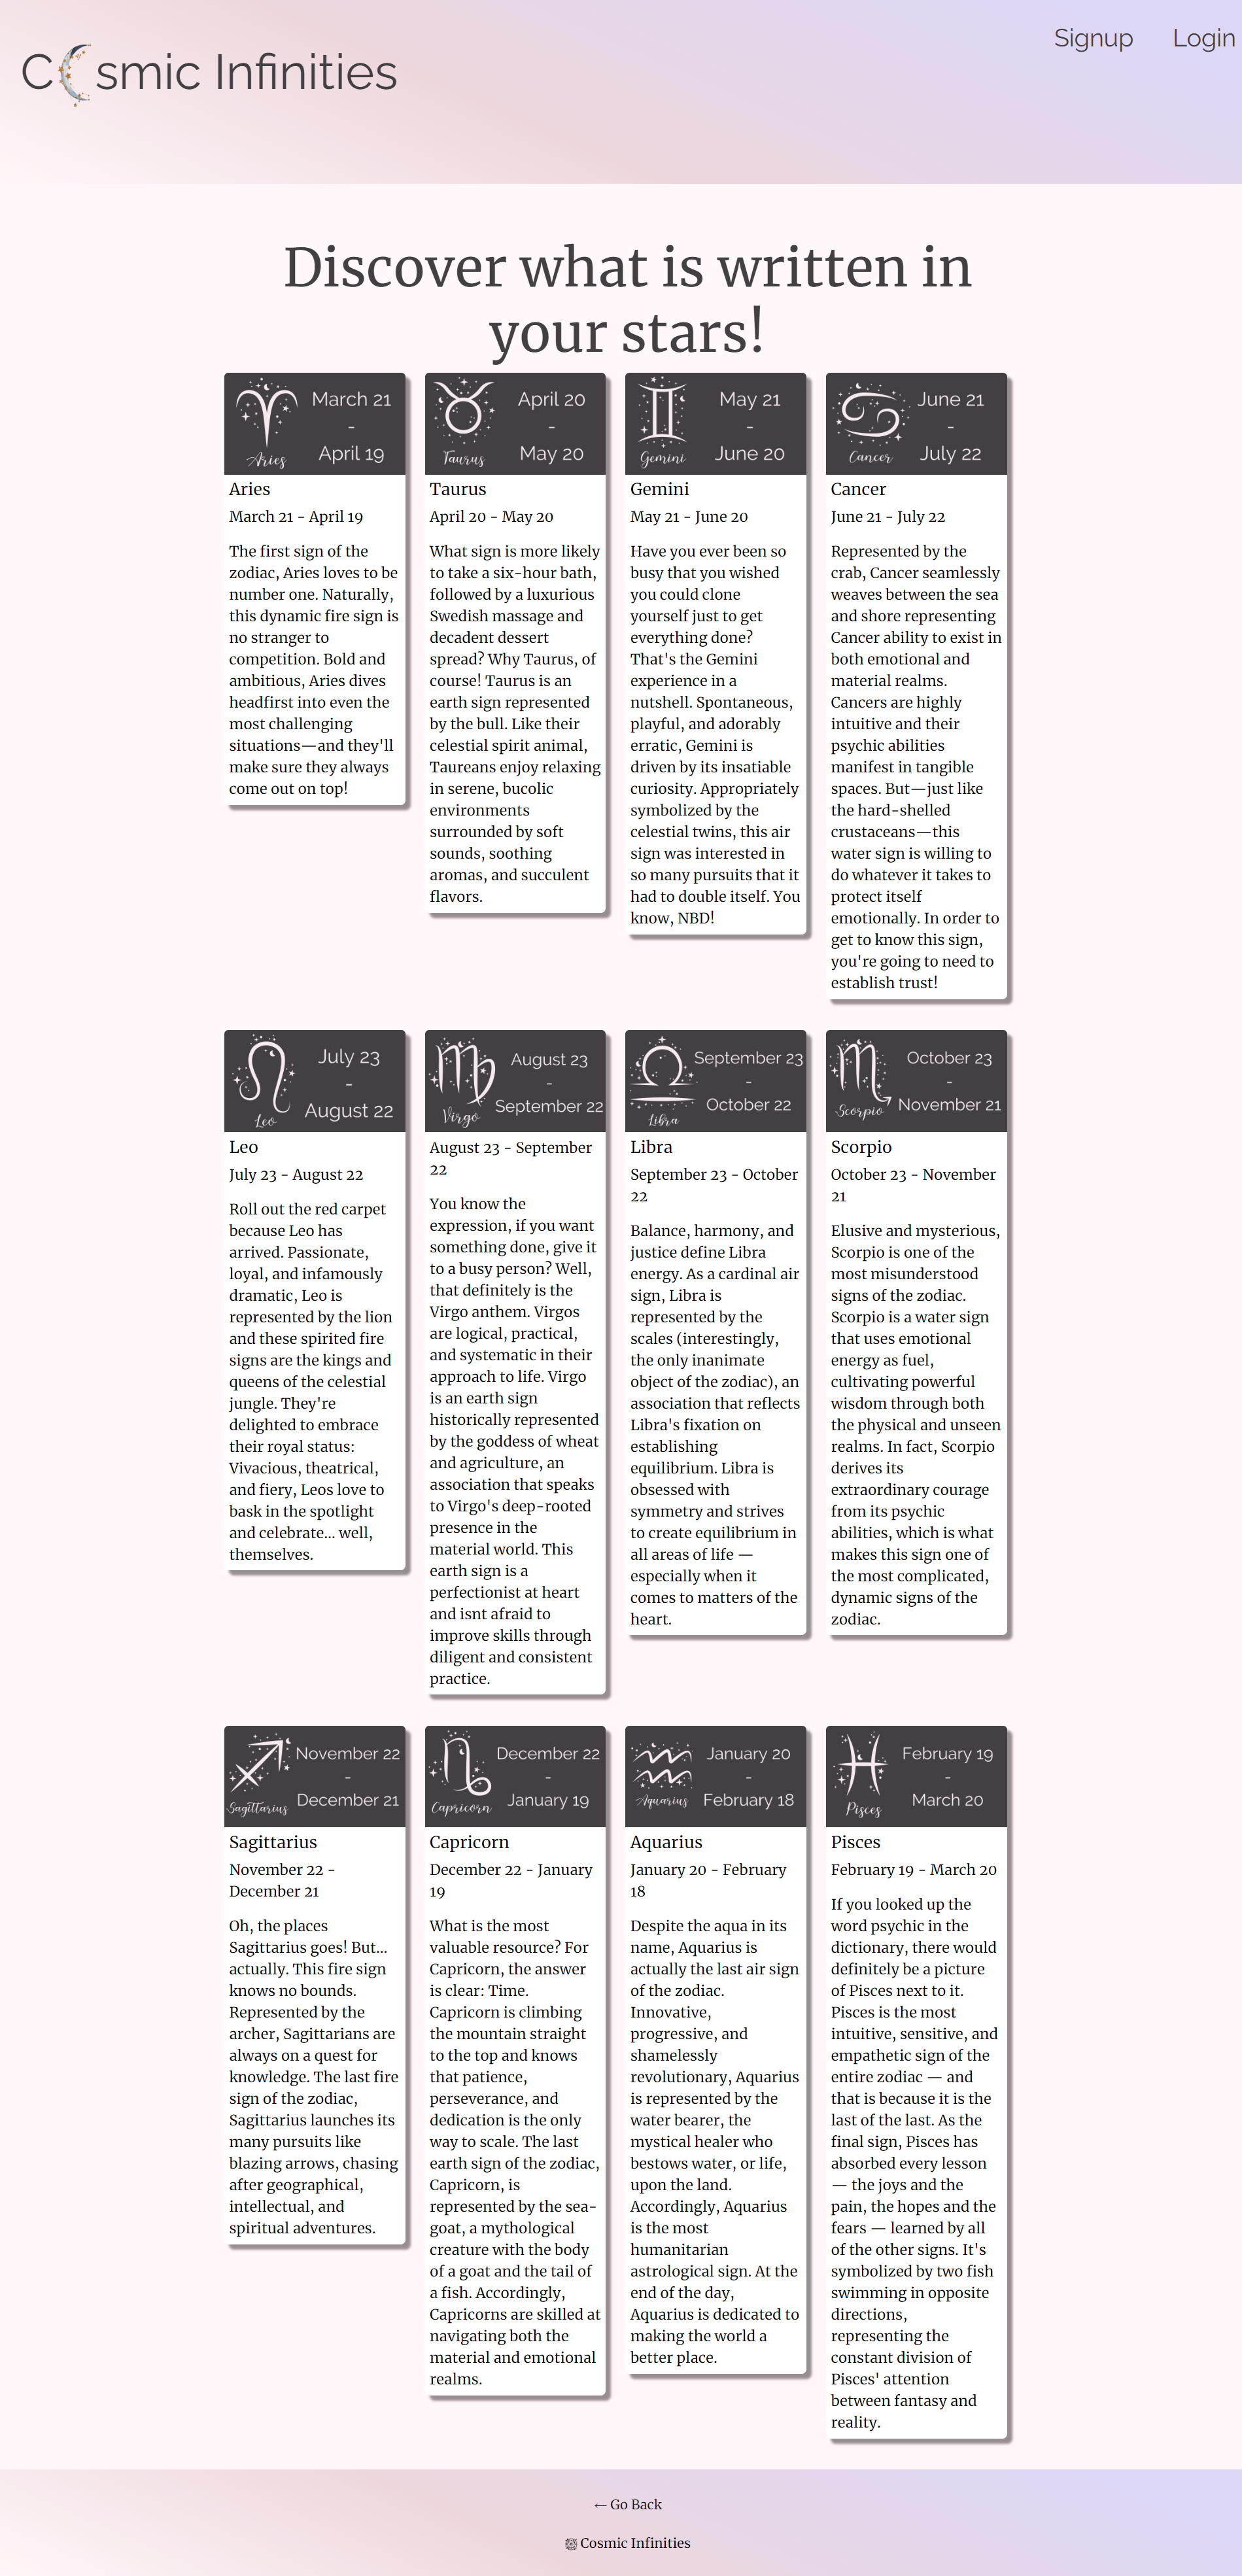 Cosmic Infinities
Signup
Login
Discover what is written in
your stars!
Aries
March 21
-
April 19
Aries
March 21 - April 19
The first sign of the
zodiac, Aries loves to be
number one. Naturally,
this dynamic fire sign is
no stranger to
competition. Bold and
ambitious, Aries dives
headfirst into even the
most challenging
situations—and they'll
make sure they always
come out on top!
Taurus
April 20
-
May 20
Taurus
April 20 - May 20
What sign is more likely
to take a six-hour bath,
followed by a luxurious
Swedish massage and
decadent dessert
spread? Why Taurus, of
course! Taurus is an
earth sign represented
by the bull. Like their
celestial spirit animal,
Taureans enjoy relaxing
in serene, bucolic
environments
surrounded by soft
sounds, soothing
aromas, and succulent
flavors.
Gemini
May 21
-
June 20
Gemini
May 21 - June 20
Have you ever been so
busy that you wished
you could clone
yourself just to get
everything done?
That's the Gemini
experience in a
nutshell. Spontaneous,
playful, and adorably
erratic, Gemini is
driven by its insatiable
curiosity. Appropriately
symbolized by the
celestial twins, this air
sign was interested in
so many pursuits that it
had to double itself. You
know, NBD!
Cancer
June 21
-
July 22
Cancer
June 21 - July 22
Represented by the
crab, Cancer seamlessly
weaves between the sea
and shore representing
Cancer ability to exist in
both emotional and
material realms.
Cancers are highly
intuitive and their
psychic abilities
manifest in tangible
spaces. But—just like
the hard-shelled
crustaceans—this
water sign is willing to
do whatever it takes to
protect itself
emotionally. In order to
get to know this sign,
you're going to need to
establish trust!
Leo
July 23
-
August 22
Leo
July 23 - August 22
Roll out the red carpet
because Leo has
arrived. Passionate,
loyal, and infamously
dramatic, Leo is
represented by the lion
and these spirited fire
signs are the kings and
queens of the celestial
jungle. They're
delighted to embrace
their royal status:
Vivacious, theatrical,
and fiery, Leos love to
bask in the spotlight
and celebrate... well,
themselves.
Virgo
August 23
-
September 22
August 23 - September
22
You know the
expression, if you want
something done, give it
to a busy person? Well,
that definitely is the
Virgo anthem. Virgos
are logical, practical,
and systematic in their
approach to life. Virgo
is an earth sign
historically represented
by the goddess of wheat
and agriculture, an
association that speaks
to Virgo's deep-rooted
presence in the
material world. This
earth sign is a
perfectionist at heart
and isnt afraid to
improve skills through
diligent and consistent
practice.
Libra
September 23
-
October 22
Libra
September 23 - October
22
Balance, harmony, and
justice define Libra
energy. As a cardinal air
sign, Libra is
represented by the
scales (interestingly,
the only inanimate
object of the zodiac), an
association that reflects
Libra's fixation on
establishing
equilibrium. Libra is
obsessed with
symmetry and strives
to create equilibrium in
all areas of life —
especially when it
comes to matters of the
heart.
Scorpio
October 23
-
November 21
Scorpio
October 23 - November
21
Elusive and mysterious,
Scorpio is one of the
most misunderstood
signs of the zodiac.
Scorpio is a water sign
that uses emotional
energy as fuel,
cultivating powerful
wisdom through both
the physical and unseen
realms. In fact, Scorpio
derives its
extraordinary courage
from its psychic
abilities, which is what
makes this sign one of
the most complicated,
dynamic signs of the
zodiac.
Sagittarius
November 22
-
December 21
Sagittarius
November 22 -
December 21
Oh, the places
Sagittarius goes! But...
actually. This fire sign
knows no bounds.
Represented by the
archer, Sagittarians are
always on a quest for
knowledge. The last fire
sign of the zodiac,
Sagittarius launches its
many pursuits like
blazing arrows, chasing
after geographical,
intellectual, and
spiritual adventures.
Capricorn
December 22
-
January 19
Capricorn
December 22 - January
19
What is the most
valuable resource? For
Capricorn, the answer
is clear: Time.
Capricorn is climbing
the mountain straight
to the top and knows
that patience,
perseverance, and
dedication is the only
way to scale. The last
earth sign of the zodiac,
Capricorn, is
represented by the sea-
goat, a mythological
creature with the body
of a goat and the tail of
a fish. Accordingly,
Capricorns are skilled at
navigating both the
material and emotional
realms.
Aquarius
January 20
-
February 18
Aquarius
January 20 - February
18
Despite the aqua in its
name, Aquarius is
actually the last air sign
of the zodiac.
Innovative,
progressive, and
shamelessly
revolutionary, Aquarius
is represented by the
water bearer, the
mystical healer who
bestows water, or life,
upon the land.
Accordingly, Aquarius
is the most
humanitarian
astrological sign. At the
end of the day,
Aquarius is dedicated to
making the world a
better place.
Pisces
February 19
-
March 20
Pisces
February 19 - March 20
If you looked up the
word psychic in the
dictionary, there would
definitely be a picture
of Pisces next to it.
Pisces is the most
intuitive, sensitive, and
empathetic sign of the
entire zodiac — and
that is because it is the
last of the last. As the
final sign, Pisces has
absorbed every lesson
— the joys and the
pain, the hopes and the
fears — learned by all
of the other signs. It's
symbolized by two fish
swimming in opposite
directions,
representing the
constant division of
Pisces' attention
between fantasy and
reality.
← Go Back
Cosmic Infinities